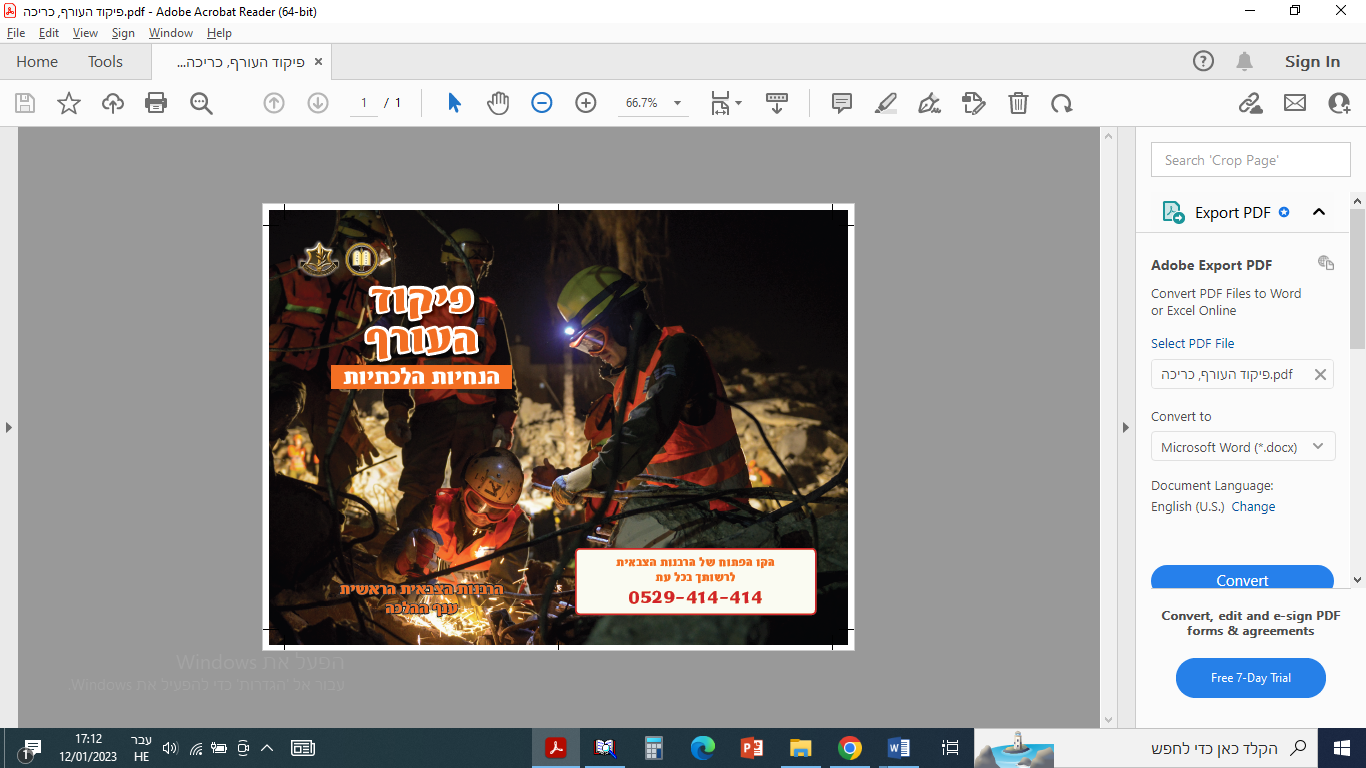 פיקוד העורף, כריכה.pdf - Adobe Acrobat Reader (64-bit)
File Edit View Sign Window Help
Home Tools פיקוד העורף, כריכה... × Sign In
1 / 1 66.7%
Search 'Crop Page'
Export PDF
Adobe Export PDF
Convert PDF Files to Word
or Excel Online
Select PDF File
פיקוד העורף, כריכה.pdf
Convert to
Microsoft Word (*.docx)
Document Language:
English (U.S.) Change
Convert
Convert, edit and e-sign PDF
forms & agreements
Free 7-Day Trial
פיקוד
העורף
הנחיות הלכתיות
הרבנות הצבאית הראשית
ענף ההלכה
הקו הפתוח של הרבנות הצבאית
לרשותך בכל עת
0529-414-414
הפעל את Windows
עבור אל 'הגדרות' כדי להפעיל את Windows.
17:12
12/01/2023
עבר
HE
1
הקלד כאן כדי לחפש